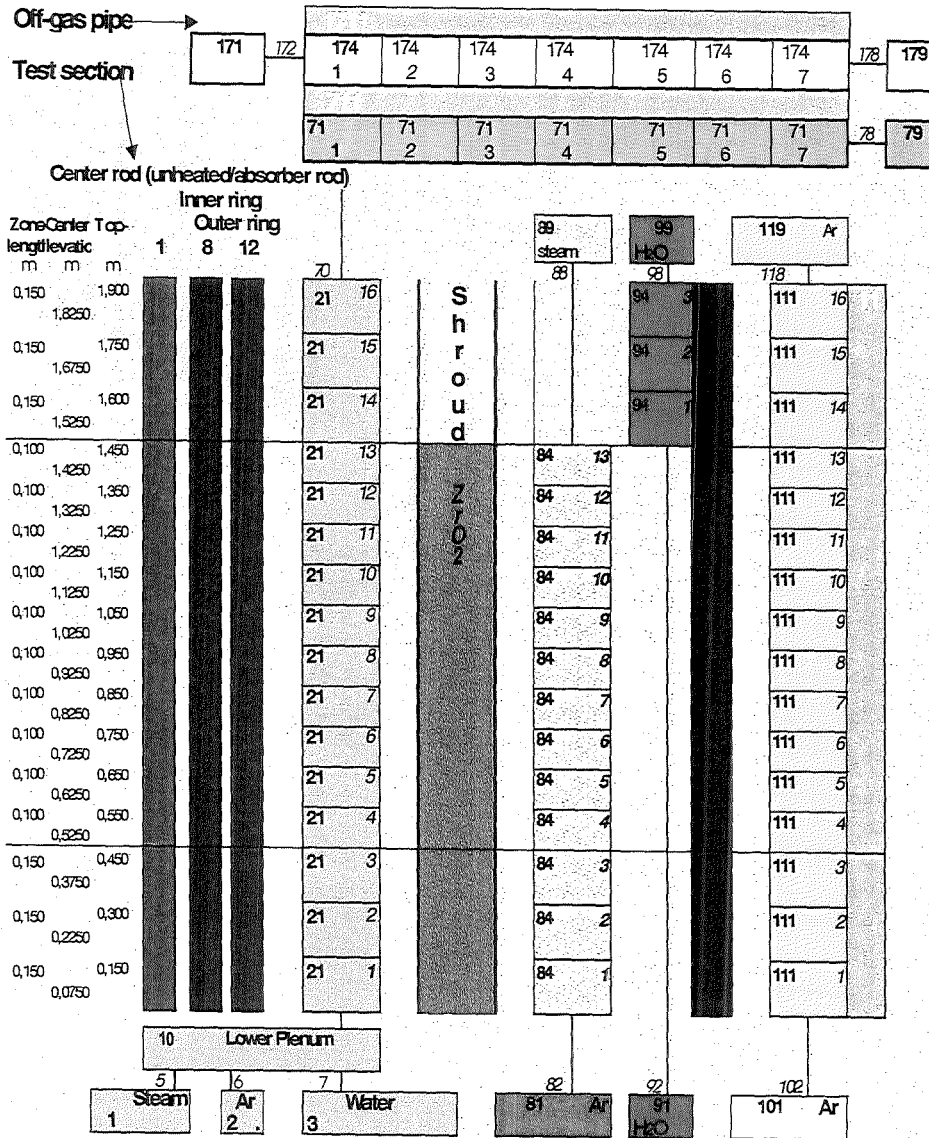 Off-gas pipe
171 172 174 174 174 174 174 174 174 178 179
1 2 3 4 5 6 7
Test section
71 71 71 71 71 71 71 78 79
1 2 3 4 5 6 7
Center rod (unheated/absorber rod)
Inner ring
Outer ring
Zone Center Top-
length levatic
m m m
1 8 12
70
89
steam
88
99
H2O
98
119 Ar
118
0,150 1,900 21 16 94 3 111 16
1,8250
0,150 1,750 21 15 94 2 111 15
1,6750
0,150 1,600 21 14 94 1 111 14
1,5250
Shroud
0,100 1,450 21 13 84 13 111 13
1,4250
0,100 1,350 21 12 84 12 111 12
1,3250
ZrO2
0,100 1,250 21 11 84 11 111 11
1,2250
0,100 1,150 21 10 84 10 111 10
1,1250
0,100 1,050 21 9 84 9 111 9
1,0250
0,100 0,950 21 8 84 8 111 8
0,9250
0,100 0,850 21 7 84 7 111 7
0,8250
0,100 0,750 21 6 84 6 111 6
0,7250
0,100 0,650 21 5 84 5 111 5
0,6250
0,100 0,550 21 4 84 4 111 4
0,5250
0,150 0,450 21 3 84 3 111 3
0,3750
0,150 0,300 21 2 84 2 111 2
0,2250
0,150 0,150 21 1 84 1 111 1
0,0750
10 Lower Plenum
5 6 7 82 92 102
Steam
1
Ar
2 .
Water
3
81 Ar
91
H2O
101 Ar